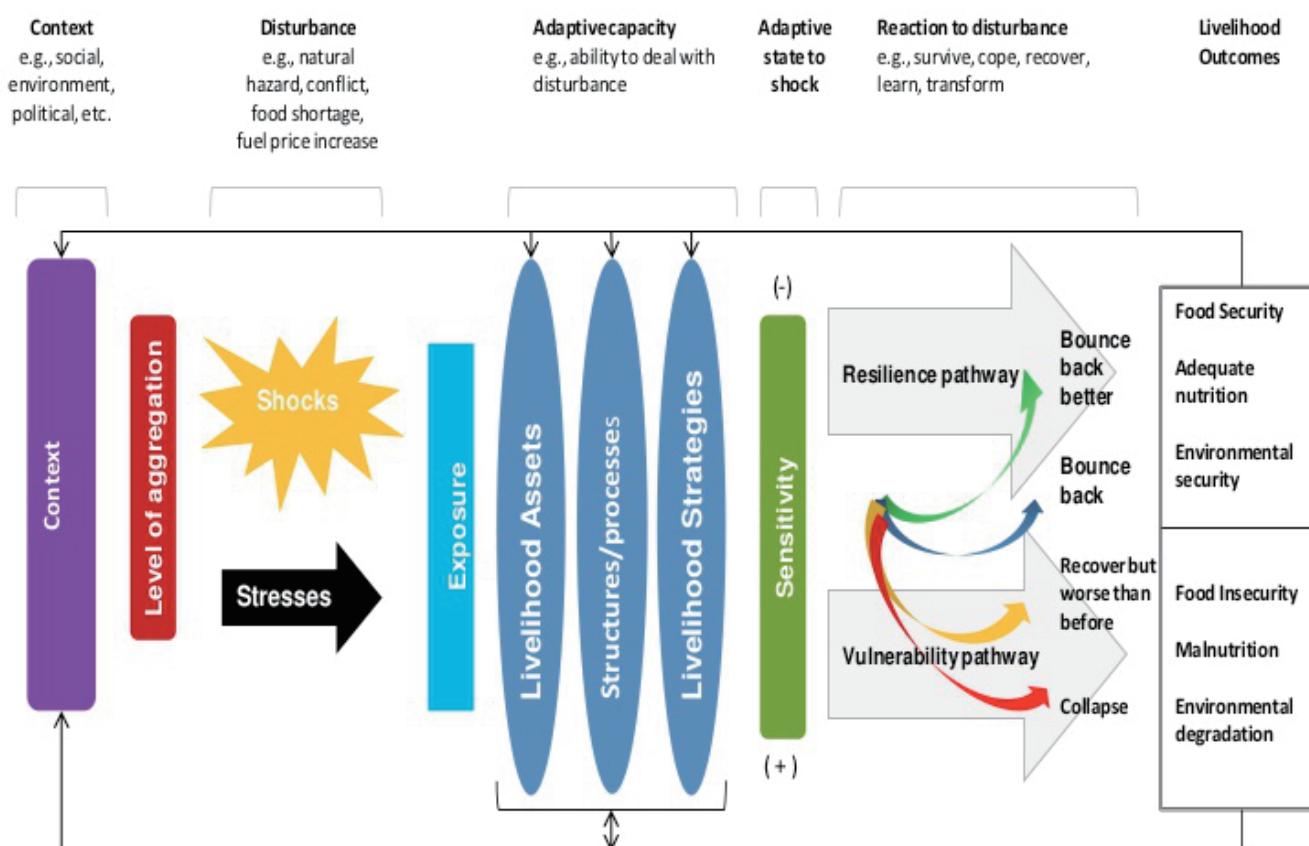 Context
e.g., social,
environment,
political, etc.
Disturbance
e.g., natural
hazard, conflict,
food shortage,
fuel price increase
Adaptive capacity
e.g., ability to deal with
disturbance
Adaptive
state to
shock
Reaction to disturbance
e.g., survive, cope, recover,
learn, transform
Livelihood
Outcomes
Context
Level of aggregation
Shocks
Stresses
Exposure
Livelihood Assets
Structures/processes
Livelihood Strategies
(-)
Sensitivity
(+)
Resilience pathway
Bounce
back
better
Bounce
back
Vulnerability pathway
Recover but
worse than
before
Collapse
Food Security
Adequate
nutrition
Environmental
security
Food Insecurity
Malnutrition
Environmental
degradation